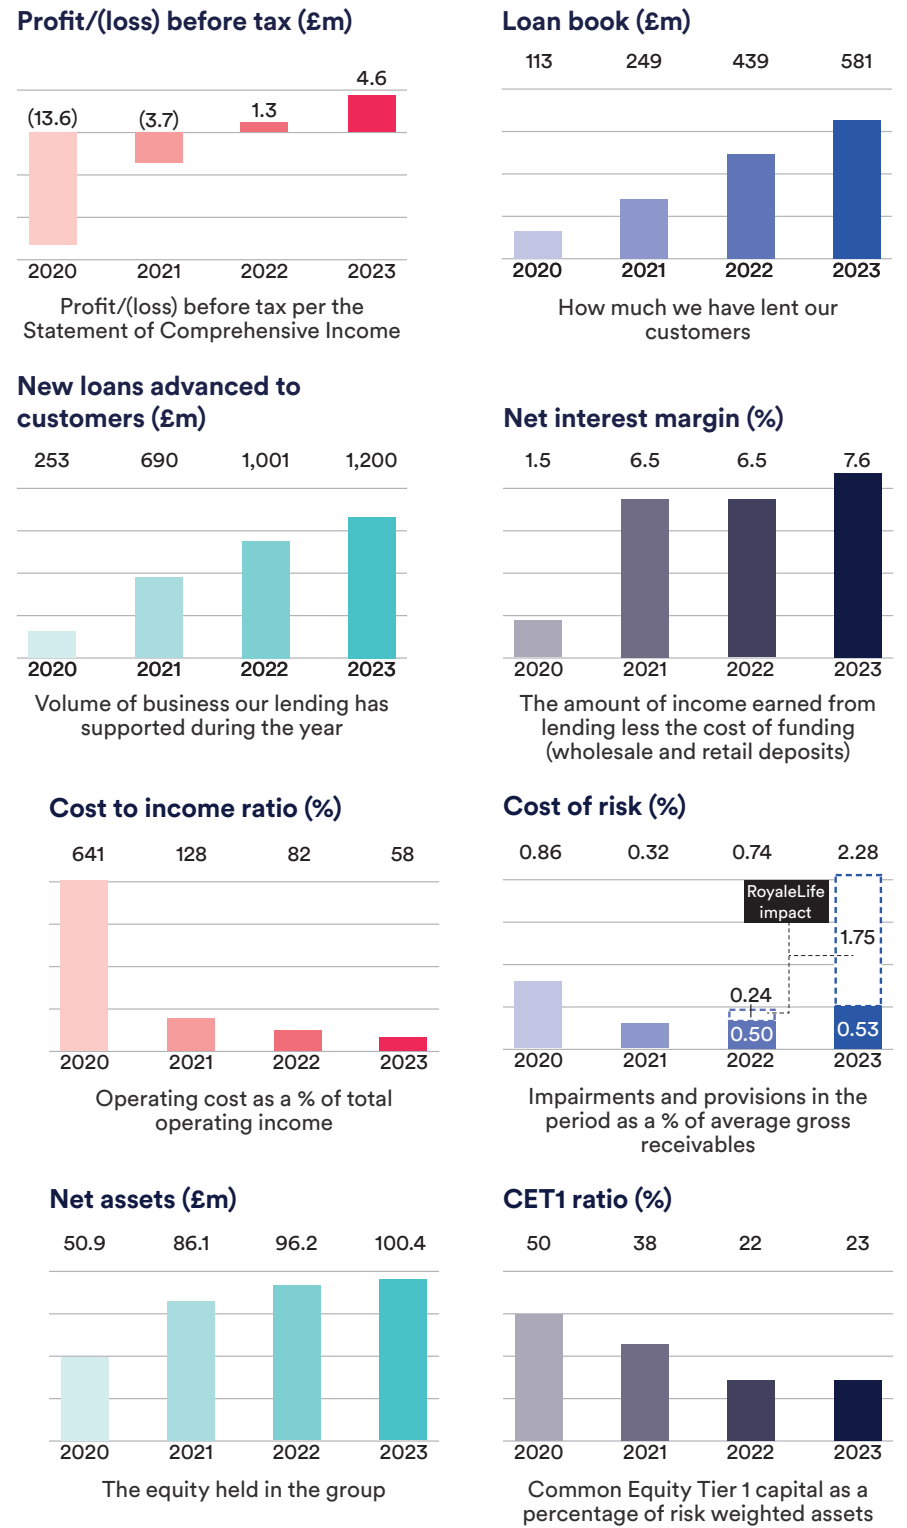 Profit/(loss) before tax (£m)
(13.6)
(3.7)
1.3
4.6
2020
2021
2022
2023
Profit/(loss) before tax per the
Statement of Comprehensive Income
Loan book (£m)
113
249
439
581
2020
2021
2022
2023
How much we have lent our
customers
New loans advanced to
customers (£m)
253
690
1,001
1,200
2020
2021
2022
2023
Volume of business our lending has
supported during the year
Net interest margin (%)
1.5
6.5
6.5
7.6
2020
2021
2022
2023
The amount of income earned from
lending less the cost of funding
(wholesale and retail deposits)
Cost to income ratio (%)
641
128
82
58
2020
2021
2022
2023
Operating cost as a % of total
operating income
Cost of risk (%)
0.86
0.32
0.74
2.28
RoyaleLife
impact
1.75
0.24
0.50
0.53
2020
2021
2022
2023
Impairments and provisions in the
period as a % of average gross
receivables
Net assets (£m)
50.9
86.1
96.2
100.4
2020
2021
2022
2023
The equity held in the group
CET1 ratio (%)
50
38
22
23
2020
2021
2022
2023
Common Equity Tier 1 capital as a
percentage of risk weighted assets